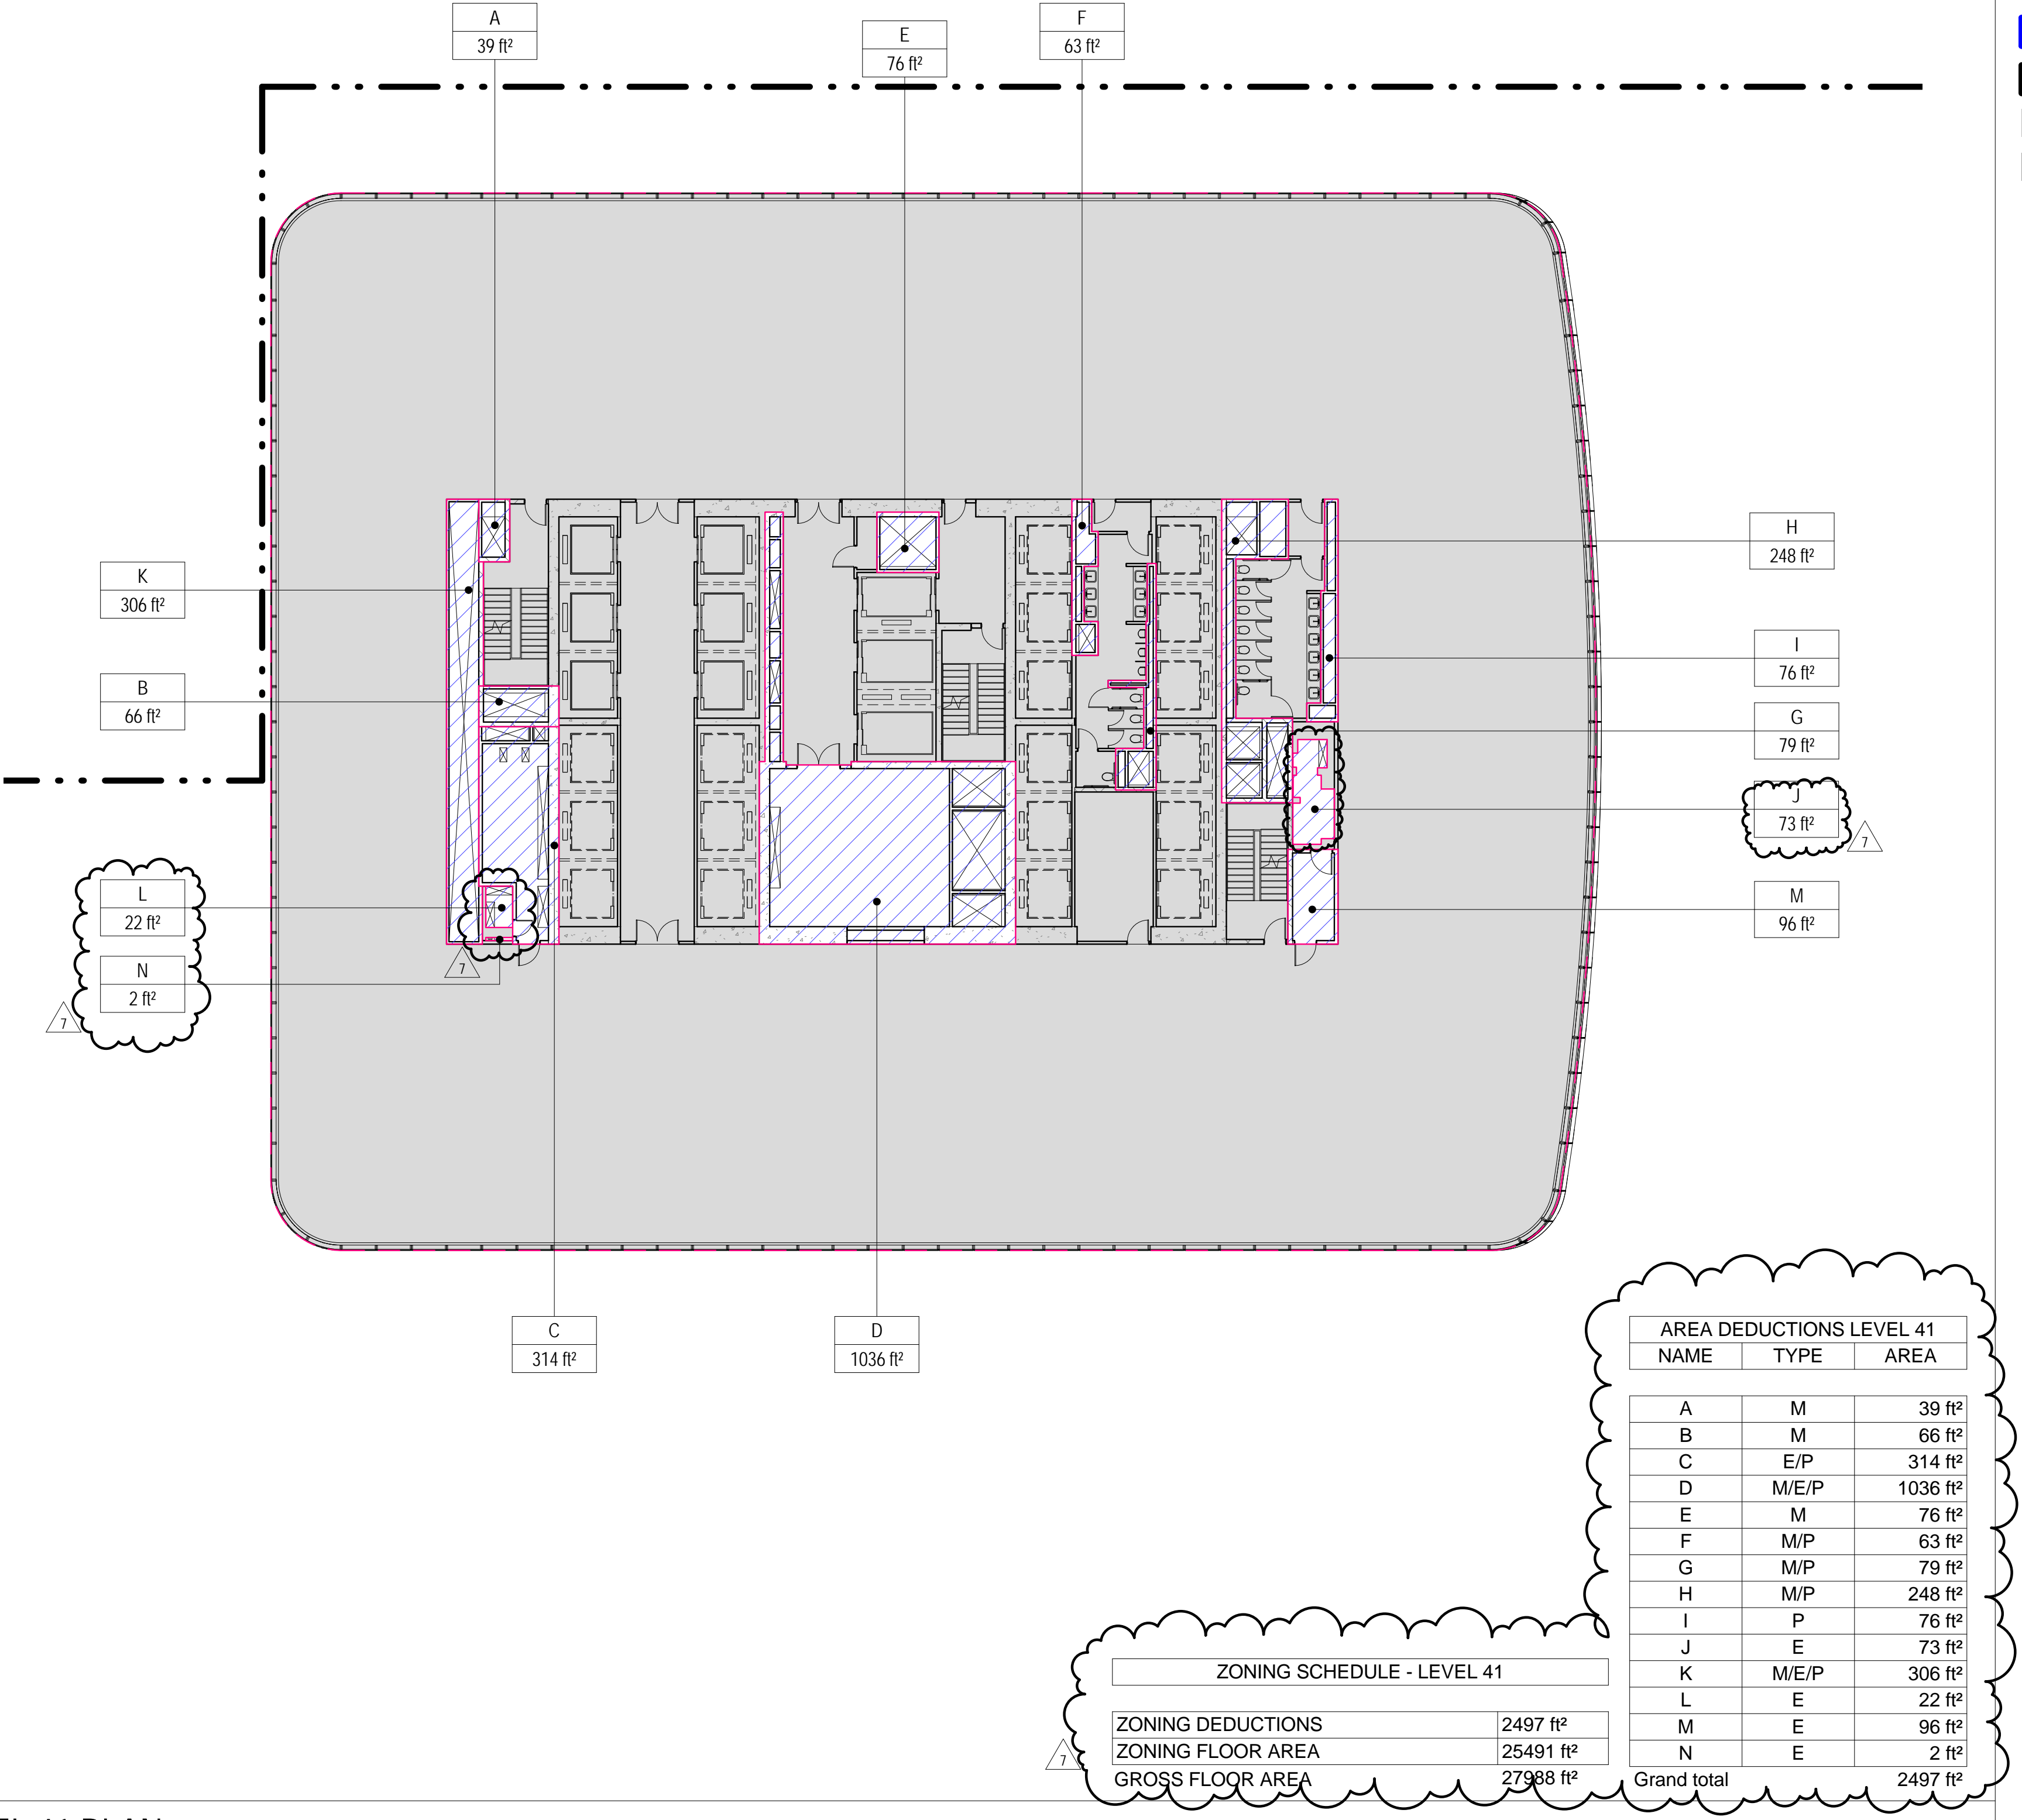 A
39 ft²
E
76 ft²
F
63 ft²
K
306 ft²
B
66 ft²
L
22 ft²
N
2 ft²
7
7
H
248 ft²
I
76 ft²
G
79 ft²
J
73 ft²
7
M
96 ft²
C
314 ft²
D
1036 ft²
AREA DEDUCTIONS LEVEL 41
NAME TYPE AREA
A M 39 ft²
B M 66 ft²
C E/P 314 ft²
D M/E/P 1036 ft²
E M 76 ft²
F M/P 63 ft²
G M/P 79 ft²
H M/P 248 ft²
I P 76 ft²
J E 73 ft²
K M/E/P 306 ft²
L E 22 ft²
M E 96 ft²
N E 2 ft²
Grand total 2497 ft²
ZONING SCHEDULE - LEVEL 41
ZONING DEDUCTIONS 2497 ft²
ZONING FLOOR AREA 25491 ft²
GROSS FLOOR AREA 27988 ft²
7